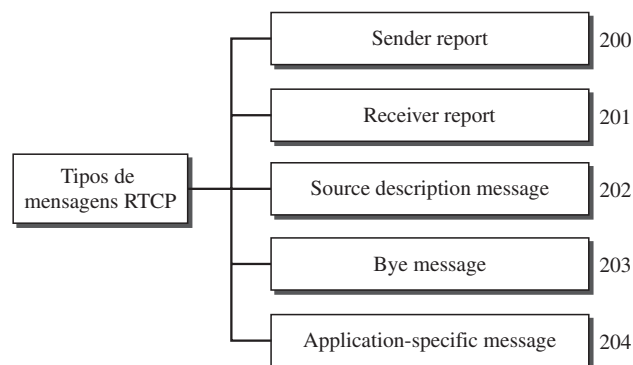 Sender report 200
Receiver report 201
Tipos de
mensagens RTCP
Source description message 202
Bye message 203
Application-specific message 204